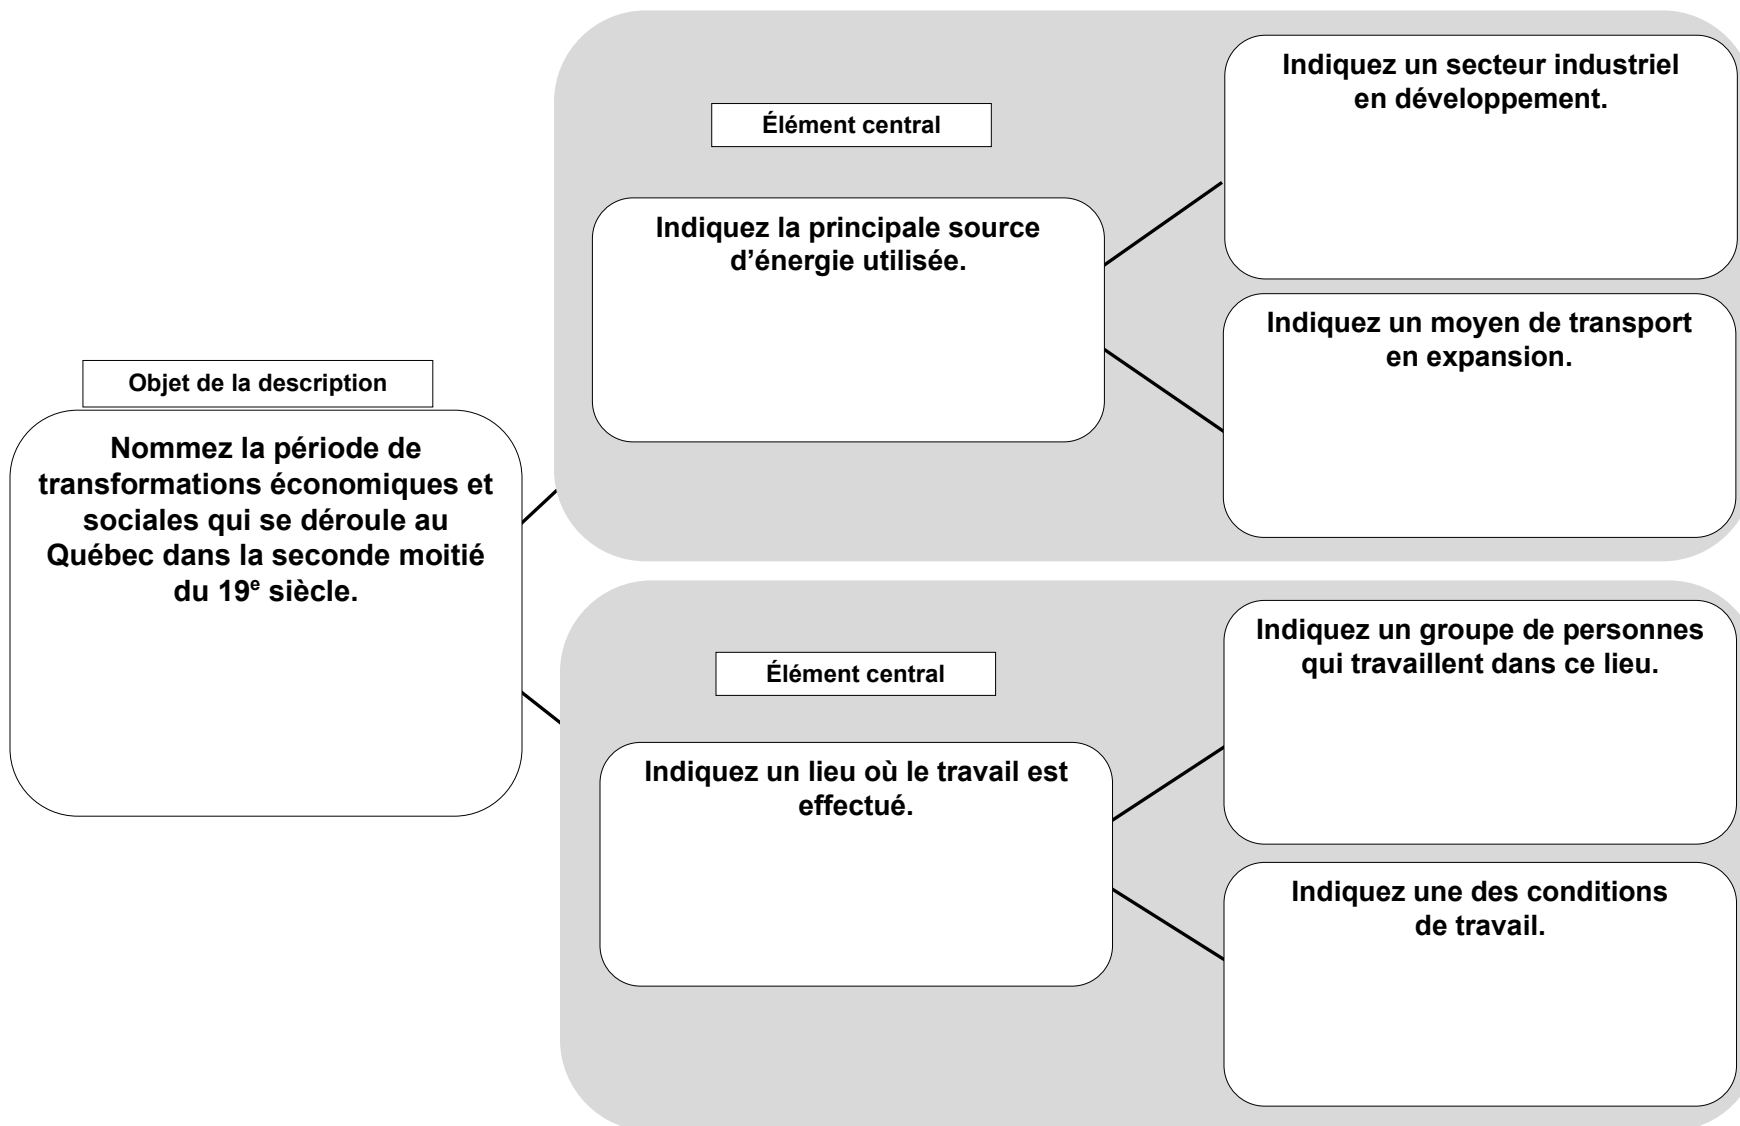 Objet de la description
Nommez la période de
transformations économiques et
sociales qui se déroule au
Québec dans la seconde moitié
du 19e siècle.
Élément central
Indiquez la principale source
d’énergie utilisée.
Indiquez un secteur industriel
en développement.
Indiquez un moyen de transport
en expansion.
Élément central
Indiquez un lieu où le travail est
effectué.
Indiquez un groupe de personnes
qui travaillent dans ce lieu.
Indiquez une des conditions
de travail.